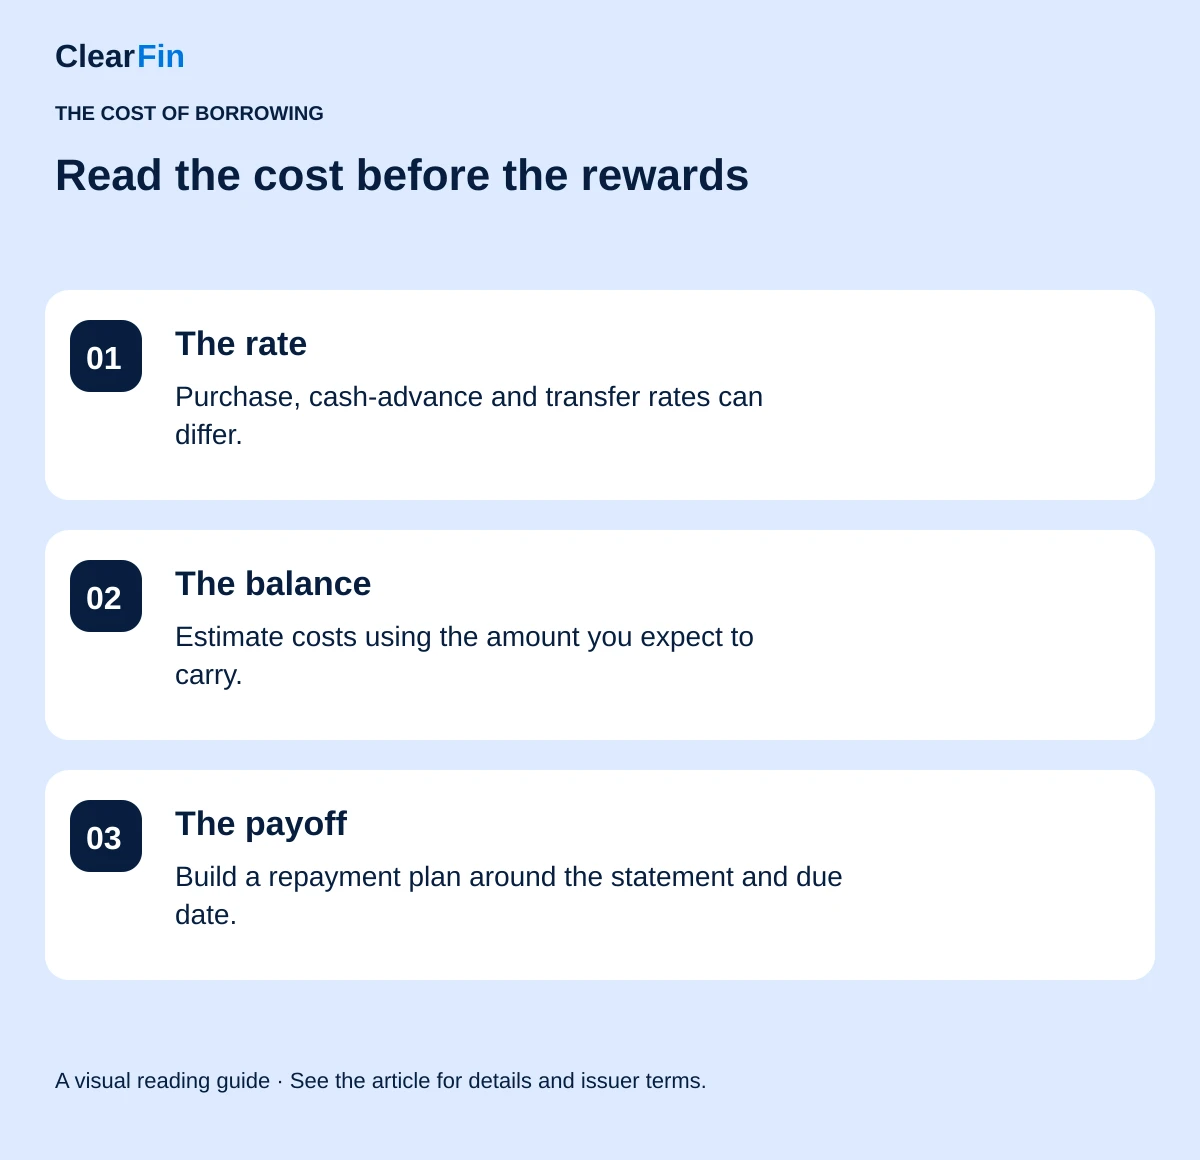 ClearFin
THE COST OF BORROWING
Read the cost before the rewards
01
The rate
Purchase, cash-advance and transfer rates can
differ.
02
The balance
Estimate costs using the amount you expect to
carry.
03
The payoff
Build a repayment plan around the statement and due
date.
A visual reading guide · See the article for details and issuer terms.